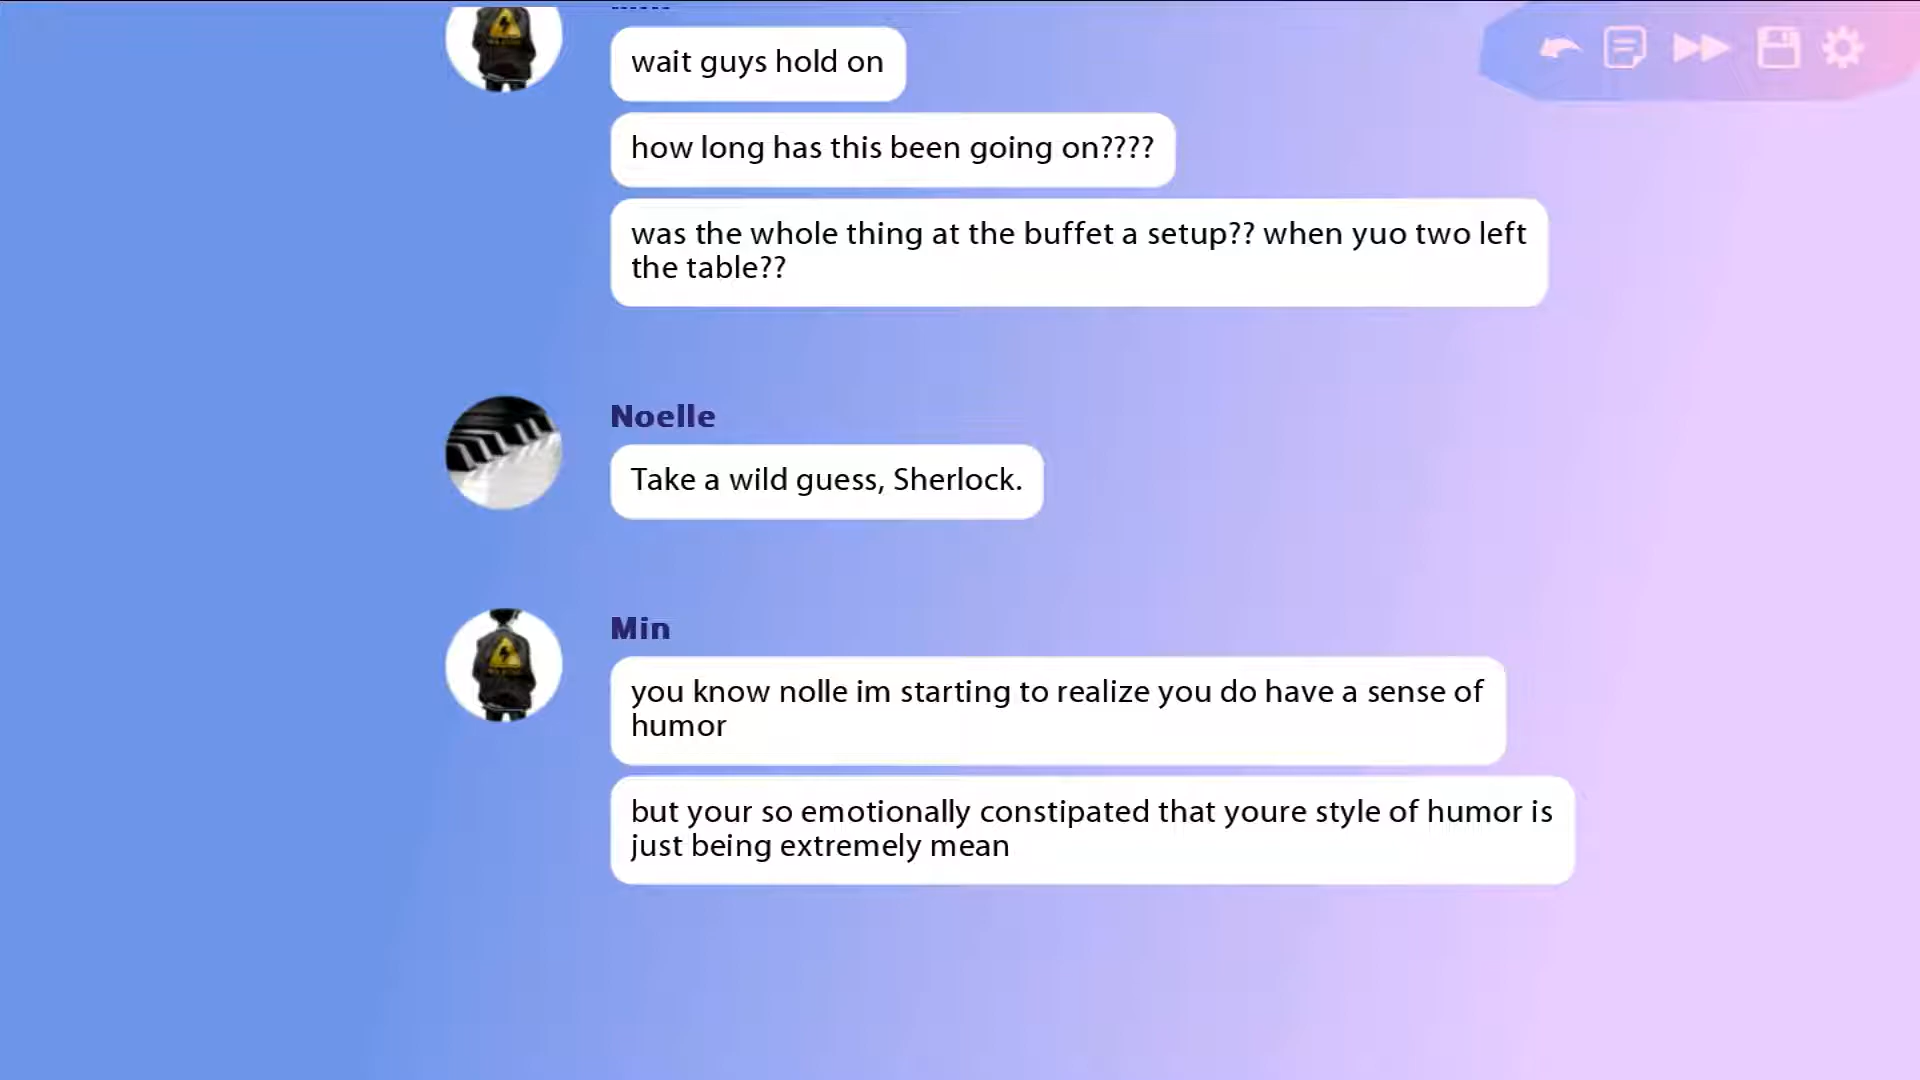 wait guys hold on
how long has this been going on????
was the whole thing at the buffet a setup?? when yuo two left
the table??
Noelle
Take a wild guess, Sherlock.
Min
you know nolle im starting to realize you do have a sense of
humor
but your so emotionally constipated that youre style of humor is
just being extremely mean